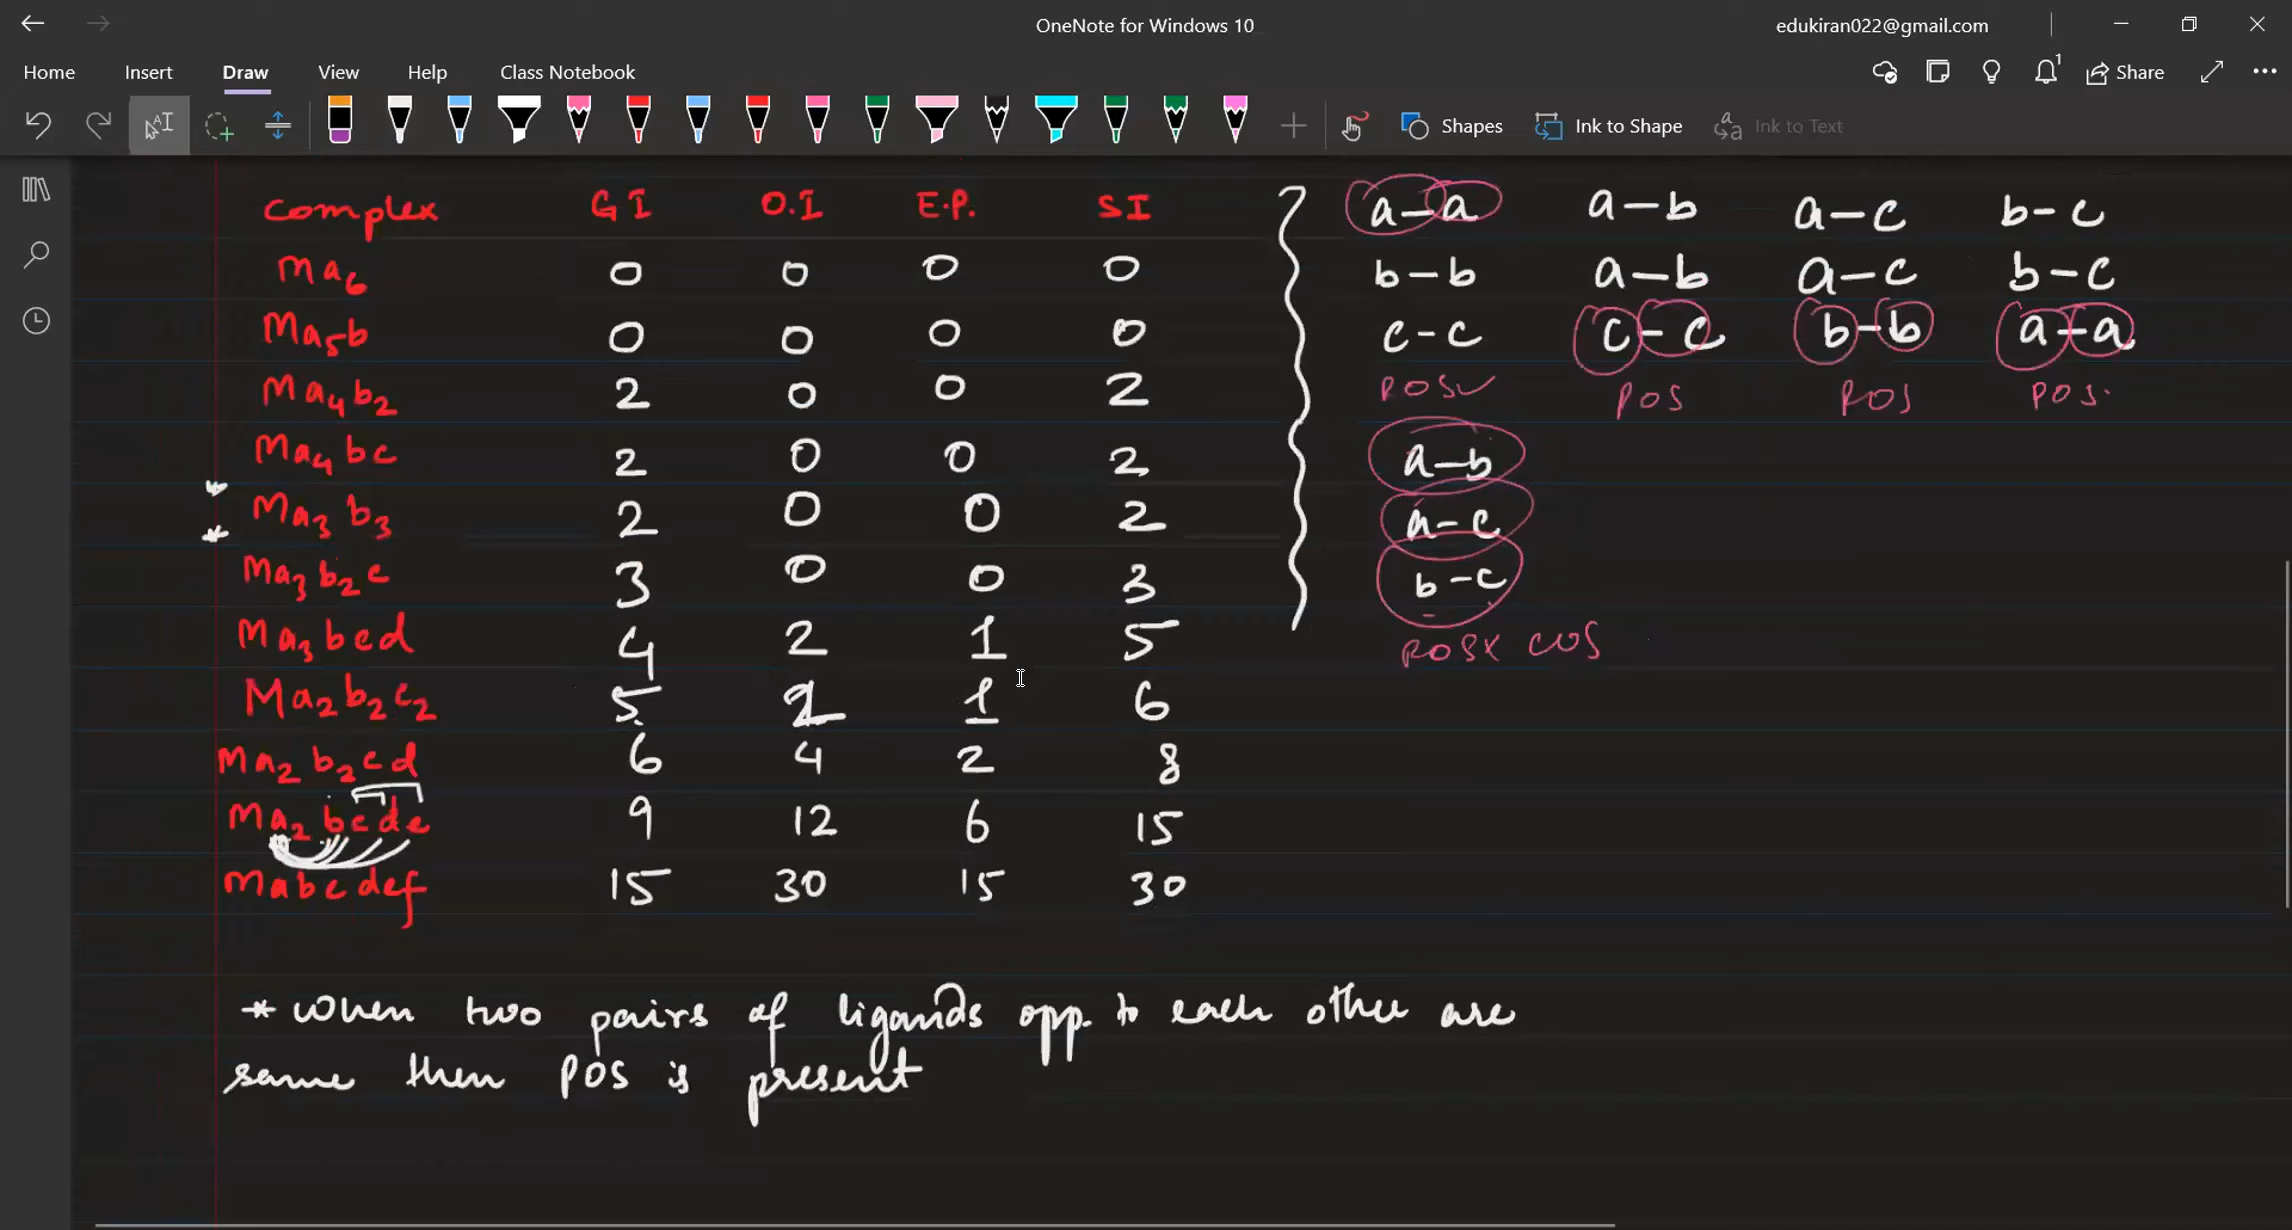 OneNote for Windows 10
edukiran022@gmail.com
Home Insert Draw View Help Class Notebook
1
Share
Shapes Ink to Shape Ink to Text
Complex G I O.I E.P. S I
Ma6 0 0 0 0
Ma5b 0 0 0 0
Ma4b2 2 0 0 2
Ma4bc 2 0 0 2
* Ma3b3 2 0 0 2
* Ma3b2c 3 0 0 3
Ma3bcd 4 2 1 5
Ma2b2c2 5 2 1 6
Ma2b2cd 6 4 2 8
Ma2bcde 9 12 6 15
Mabcdef 15 30 15 30
a-a a-b a-c b-c
b-b a-b a-c b-c
c-c c-c b-b a-a
POS✓ POS POS POS.
a-b
a-c
b-c
POSX COS
* When two pairs of ligands opp. to each other are
same then POS is present